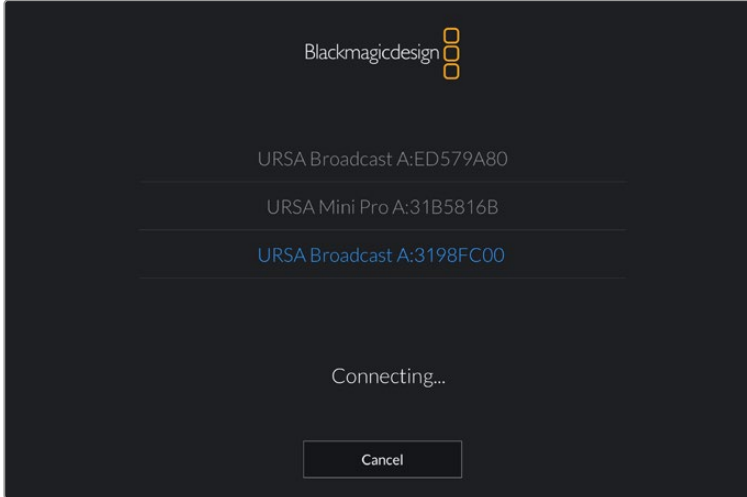 Blackmagicdesign
URSA Broadcast A:ED579A80
URSA Mini Pro A:31B5816B
URSA Broadcast A:3198FC00
Connecting...
Cancel